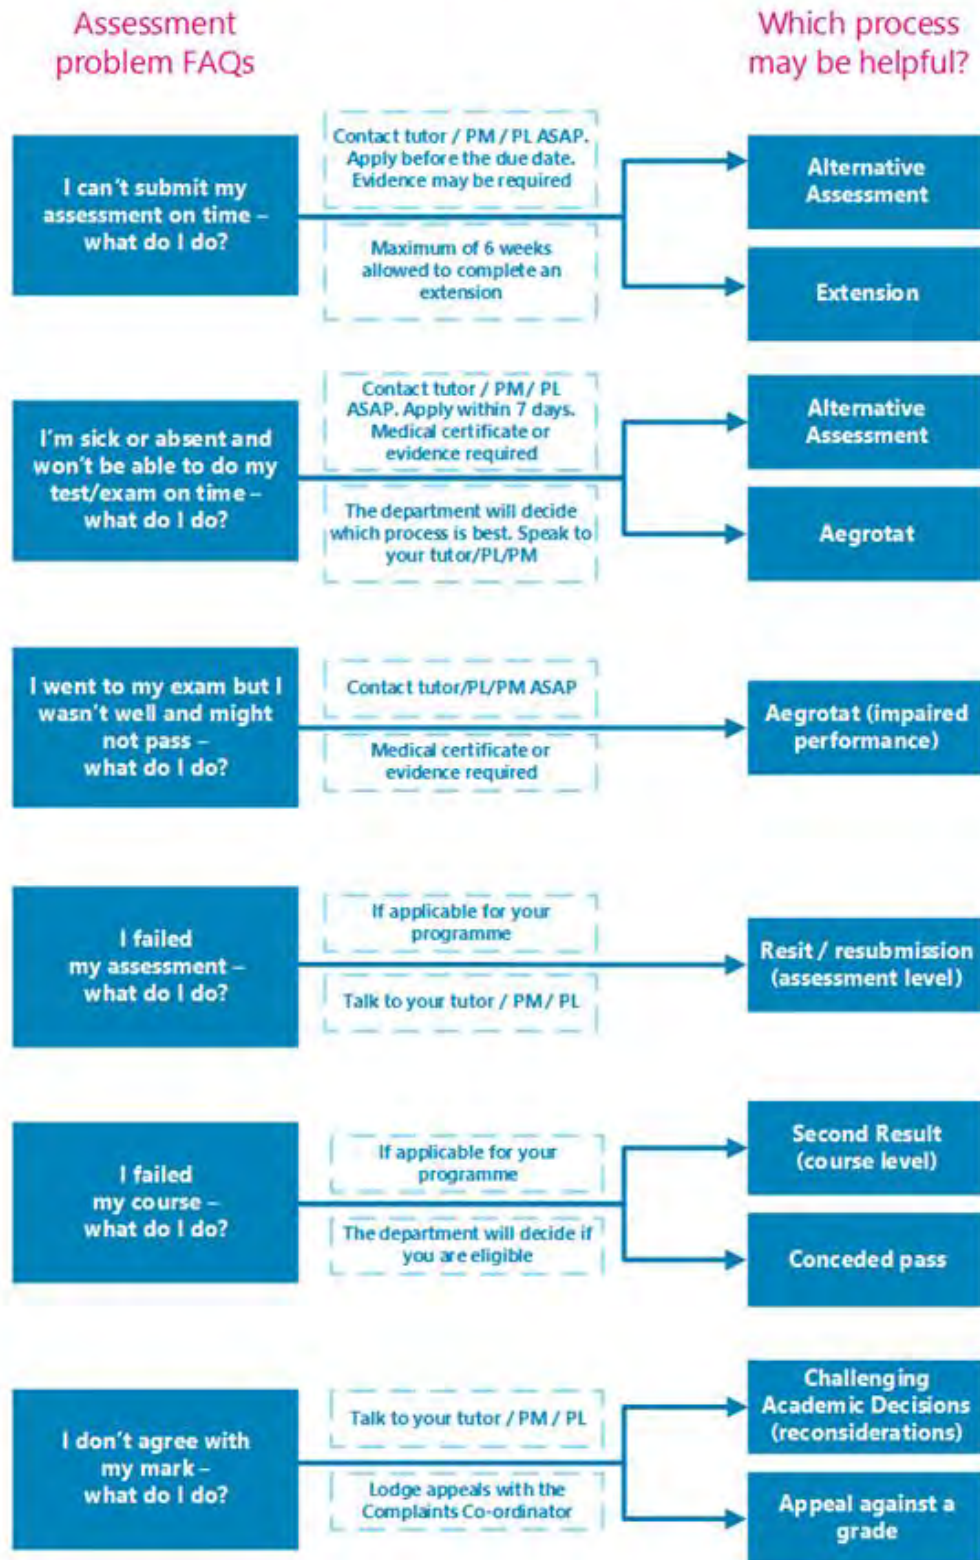 Assessment
problem FAQs
Which process
may be helpful?
I can't submit my
assessment on time –
what do I do?
Contact tutor / PM / PL ASAP.
Apply before the due date.
Evidence may be required
Maximum of 6 weeks
allowed to complete an
extension
Alternative
Assessment
Extension
I'm sick or absent and
won't be able to do my
test/exam on time –
what do I do?
Contact tutor / PM/ PL
ASAP. Apply within 7 days.
Medical certificate or
evidence required
The department will decide
which process is best. Speak to
your tutor/PL/PM
Alternative
Assessment
Aegrotat
I went to my exam but I
wasn't well and might
not pass –
what do I do?
Contact tutor/PL/PM ASAP
Medical certificate or
evidence required
Aegrotat (impaired
performance)
I failed
my assessment –
what do I do?
If applicable for your
programme
Talk to your tutor / PM / PL
Resit / resubmission
(assessment level)
I failed
my course –
what do I do?
If applicable for your
programme
The department will decide if
you are eligible
Second Result
(course level)
Conceded pass
I don't agree with
my mark –
what do I do?
Talk to your tutor / PM / PL
Lodge appeals with the
Complaints Co-ordinator
Challenging
Academic Decisions
(reconsiderations)
Appeal against a
grade